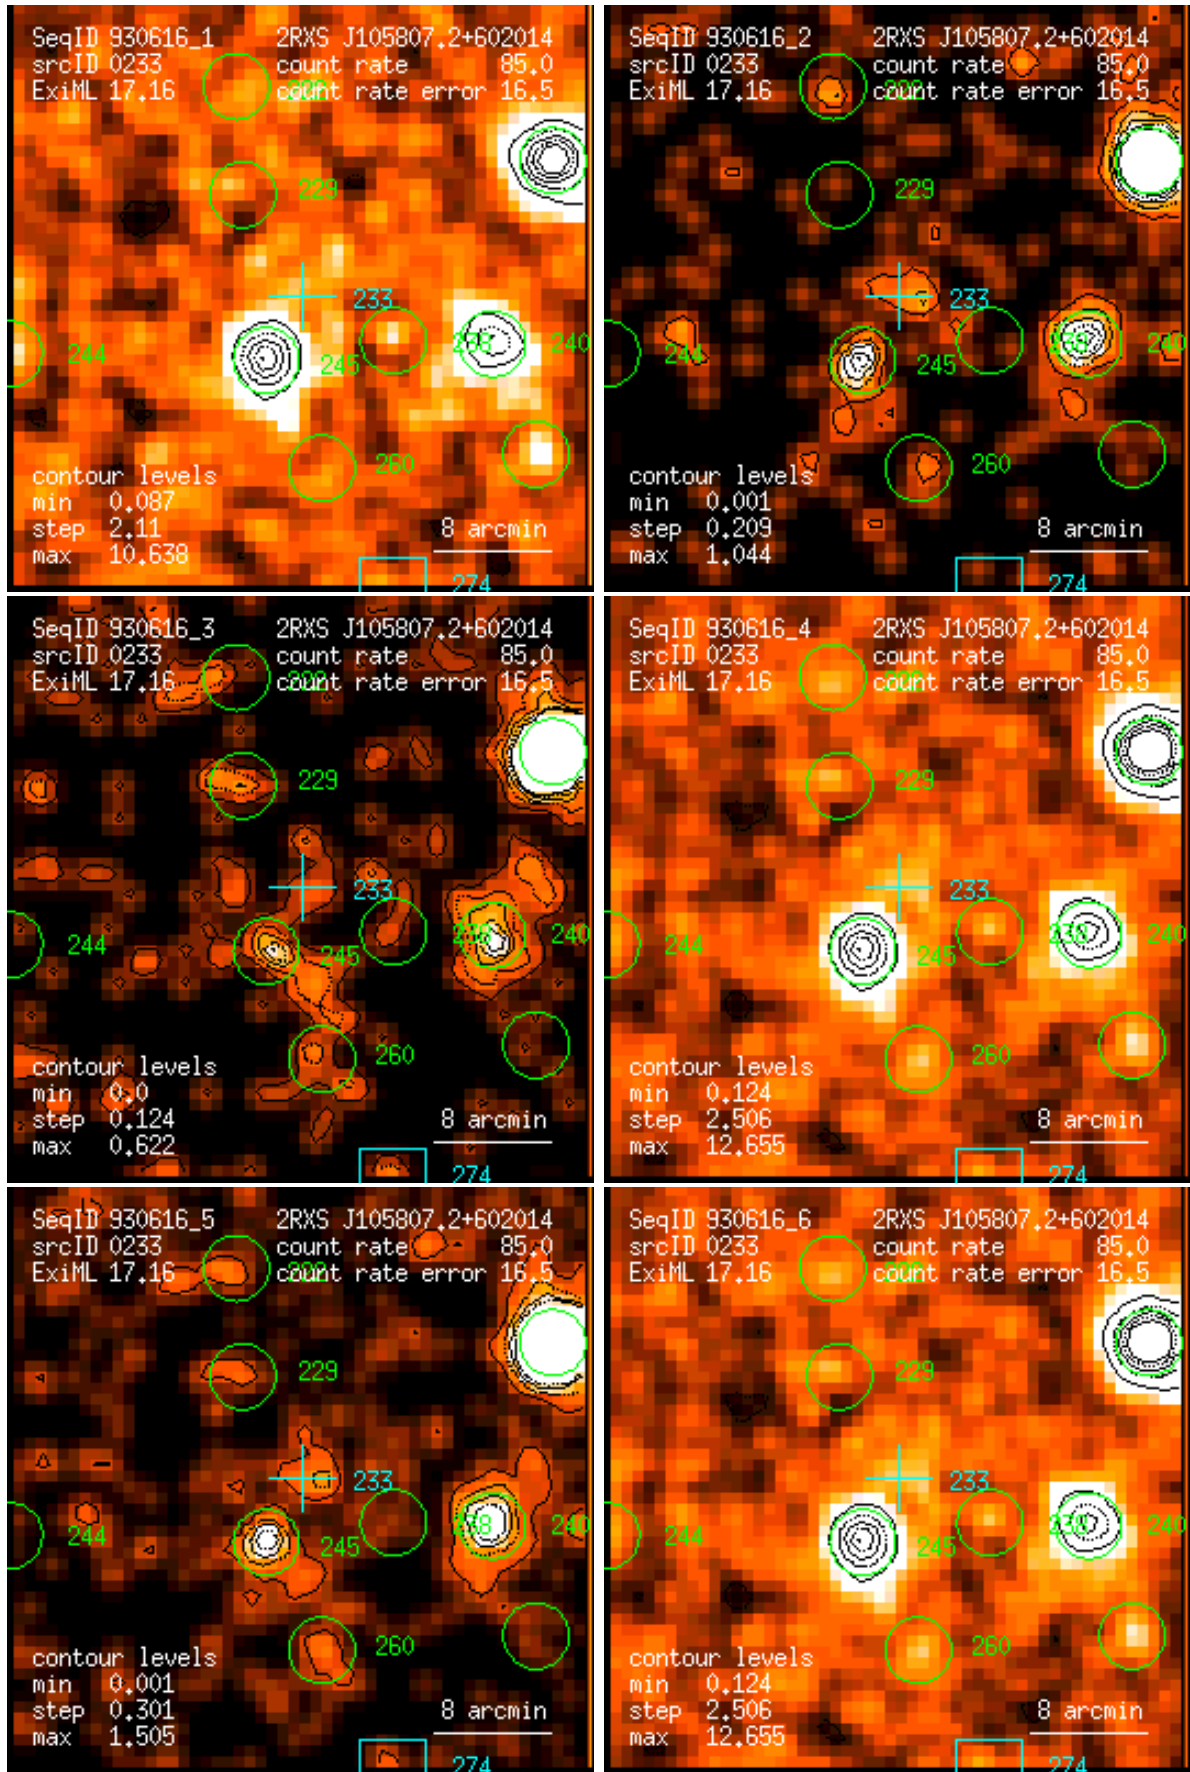 SeqID 930616_1 2RXS J105807.2+602014
srcID 0233 count rate 85.0
ExiML 17.16 count rate error 16.5
229
233
244
245
238
240
260
contour levels
min 0.087
step 2.11
max 10.638
8 arcmin
274
SeqID 930616_2 2RXS J105807.2+602014
srcID 0233 count rate 85.0
ExiML 17.16 count rate error 16.5
229
233
244
245
240
260
contour levels
min 0.001
step 0.209
max 1.044
8 arcmin
274
SeqID 930616_3 2RXS J105807.2+602014
srcID 0233 count rate 85.0
ExiML 17.16 count rate error 16.5
229
233
244
245
238
240
260
contour levels
min 0.0
step 0.124
max 0.622
8 arcmin
274
SeqID 930616_4 2RXS J105807.2+602014
srcID 0233 count rate 85.0
ExiML 17.16 count rate error 16.5
229
233
244
245
238
240
260
contour levels
min 0.124
step 2.506
max 12.655
8 arcmin
274
SeqID 930616_5 2RXS J105807.2+602014
srcID 0233 count rate 85.0
ExiML 17.16 count rate error 16.5
229
233
244
245
238
240
260
contour levels
min 0.001
step 0.301
max 1.505
8 arcmin
274
SeqID 930616_6 2RXS J105807.2+602014
srcID 0233 count rate 85.0
ExiML 17.16 count rate error 16.5
229
233
244
245
238
240
260
contour levels
min 0.124
step 2.506
max 12.655
8 arcmin
274